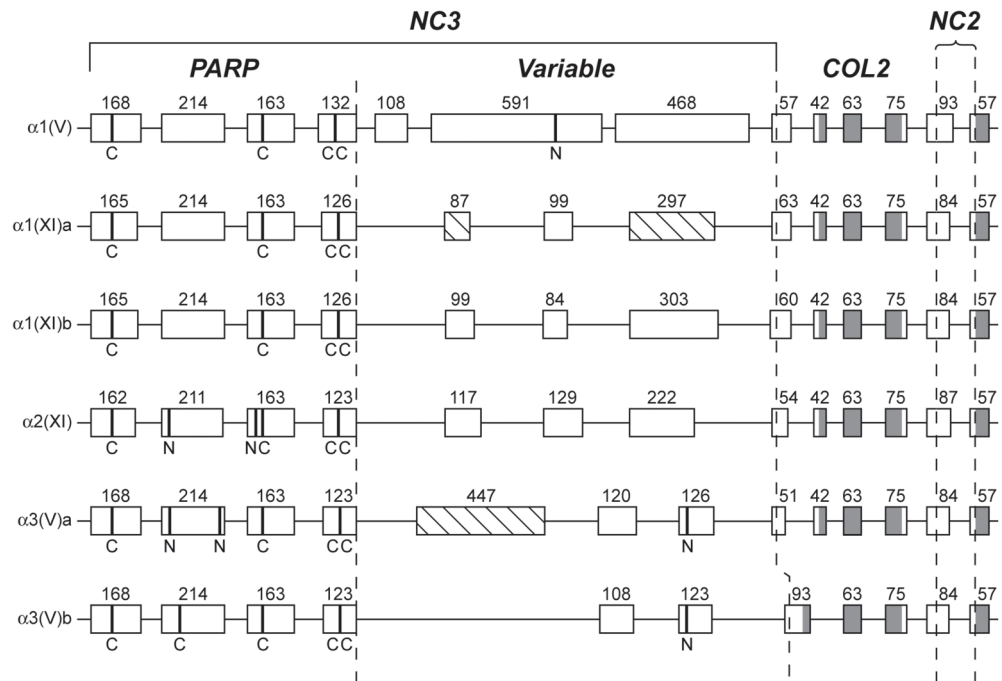 NC3 NC2
PARP Variable COL2
168 214 163 132 108 591 468 57 42 63 75 93 57
α1(V)
C C CC N
165 214 163 126 87 99 297 63 42 63 75 84 57
α1(XI)a
C C CC
165 214 163 126 99 84 303 60 42 63 75 84 57
α1(XI)b
C C CC
162 211 163 123 117 129 222 54 42 63 75 87 57
α2(XI)
C N NC CC
168 214 163 123 447 120 126 51 42 63 75 84 57
α3(V)a
C N N C CC N
168 214 163 123 108 123 93 63 75 84 57
α3(V)b
C C C CC N